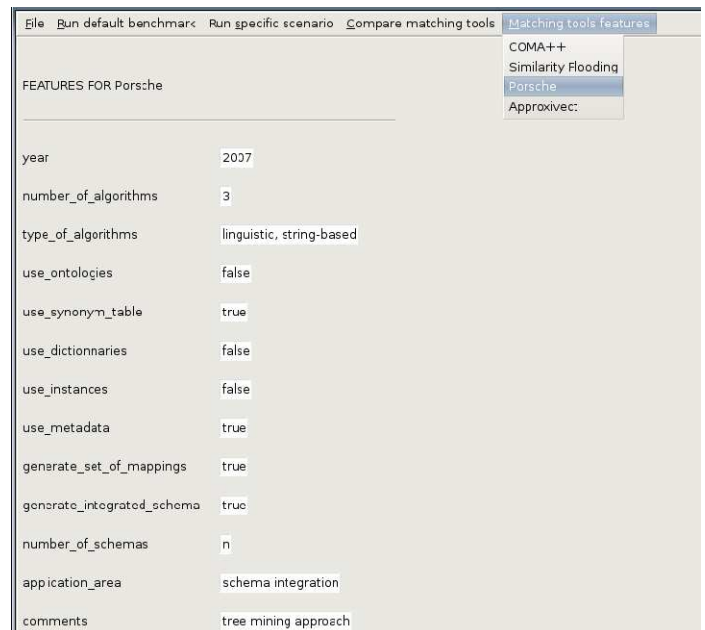 File Run default benchmark Run specific scenario Compare matching tools Matching tools features
COMA++
Similarity Flooding
Porsche
Approxivect
FEATURES FOR Porsche
year 2007
number_of_algorithms 3
type_of_algorithms linguistic, string-based
use_ontologies false
use_synonym_table true
use_dictionnaries false
use_instances false
use_metadata true
generate_set_of_mappings true
generate_integrated_schema true
number_of_schemas n
application_area schema integration
comments tree mining approach